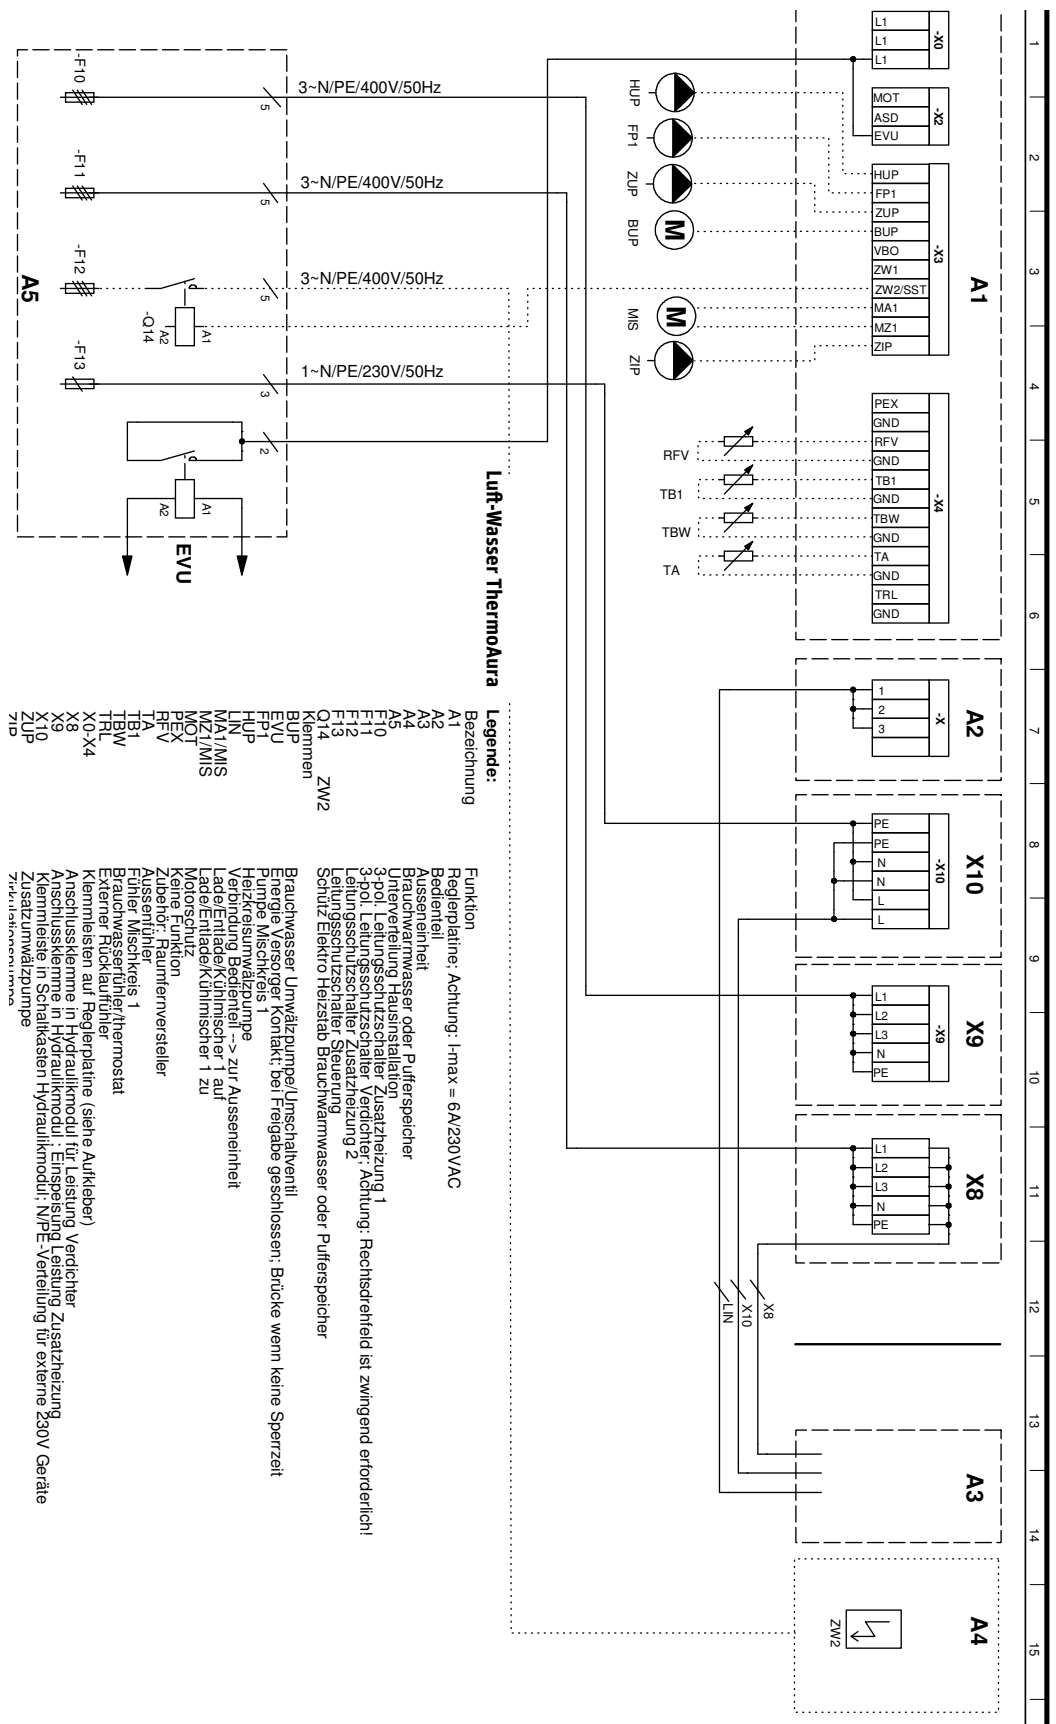 1
2
3
4
5
6
7
8
9
10
11
12
13
14
15
A1
-X0
L1
L1
L1
-X2
MOT
ASD
EVU
-X3
HUP
FP1
ZUP
BUP
VBO
ZW1
ZW2/SST
MA1
MZ1
ZIP
-X4
PEX
GND
RFV
GND
TB1
GND
TBW
GND
TA
GND
TRL
GND
HUP
FP1
ZUP
BUP
M
MIS
M
ZIP
RFV
TB1
TBW
TA
A2
-X
1
2
3
X10
-X10
PE
PE
N
N
L
L
X9
-X9
L1
L2
L3
N
PE
X8
L1
L2
L3
N
PE
X8
X10
LIN
A3
A4
ZW2
3~N/PE/400V/50Hz
5
-F10
3~N/PE/400V/50Hz
5
-F11
3~N/PE/400V/50Hz
5
-F12
A1
A2
-Q14
1~N/PE/230V/50Hz
3
-F13
2
A1
A2
EVU
A5
Luft-Wasser ThermoAura
Legende:
Bezeichnung Funktion
A1 Reglerplatine; Achtung: I-max = 6A/230VAC
A2 Bedienteil
A3 Ausseneinheit
A4 Brauchwarmwasser oder Pufferspeicher
A5 Unterverteilung Hausinstallation
F10 3-pol. Leitungsschutzschalter Zusatzheizung 1
F11 3-pol. Leitungsschutzschalter Verdichter; Achtung: Rechtsdrehfeld ist zwingend erforderlich!
F12 Leitungsschutzschalter Zusatzheizung 2
F13 Leitungsschutzschalter Steuerung
Q14 ZW2 Schütz Elektro Heizstab Brauchwarmwasser oder Pufferspeicher
Klemmen
BUP Brauchwasser Umwälzpumpe/Umschaltventil
EVU Energie Versorger Kontakt; bei Freigabe geschlossen; Brücke wenn keine Sperrzeit
FP1 Pumpe Mischkreis 1
HUP Heizkreisumwälzpumpe
LIN Verbindung Bedienteil --> zur Ausseneinheit
MA1/MIS Lade/Entlade/Kühlmischer 1 auf
MZ1/MIS Lade/Entlade/Kühlmischer 1 zu
MOT Motorschutz
PEX Keine Funktion
RFV Zubehör: Raumfernversteller
TA Aussenfühler
TB1 Fühler Mischkreis 1
TBW Brauchwasserfühler/thermostat
TRL Externer Rücklauffühler
X0-X4 Klemmleisten auf Reglerplatine (siehe Aufkleber)
X8 Anschlussklemme in Hydraulikmodul für Leistung Verdichter
X9 Anschlussklemme in Hydraulikmodul ; Einspeisung Leistung Zusatzheizung
X10 Klemmleiste in Schaltkasten Hydraulikmodul; N/PE-Verteilung für externe 230V Geräte
ZUP Zusatzumwälzpumpe
ZIP Zirkulationspumpe